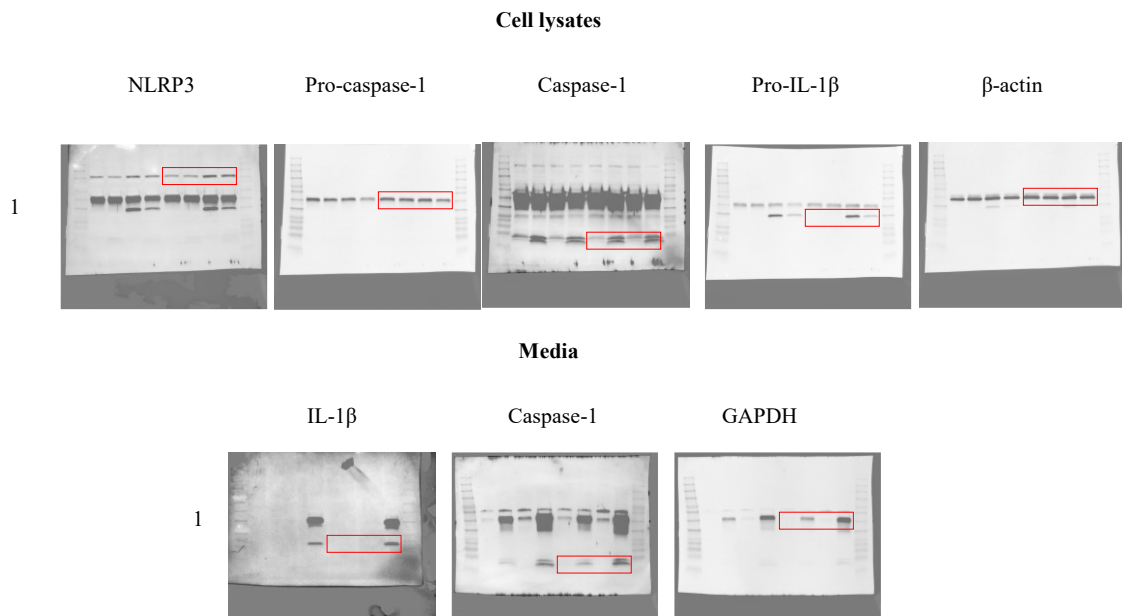 Cell lysates
NLRP3 Pro-caspase-1 Caspase-1 Pro-IL-1β β-actin
1
Media
IL-1β Caspase-1 GAPDH
1